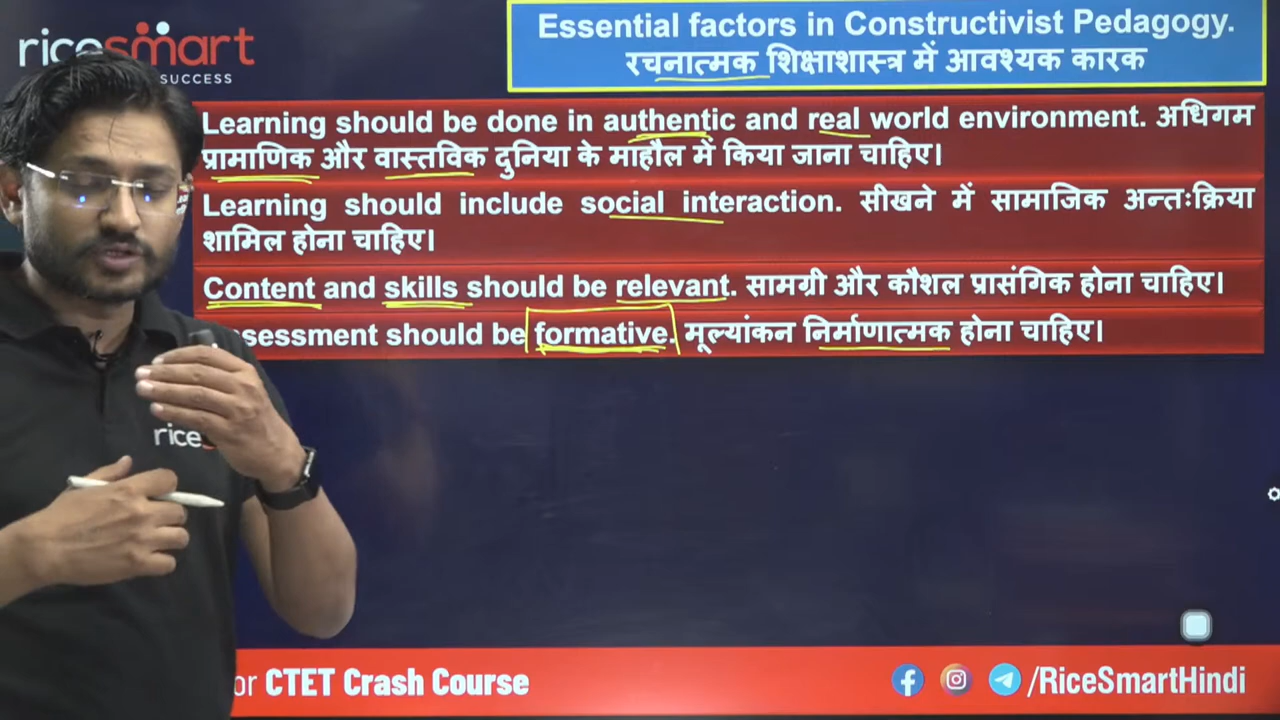 ricesmart
SUCCESS
Essential factors in Constructivist Pedagogy.
रचनात्मक शिक्षाशास्त्र में आवश्यक कारक
Learning should be done in authentic and real world environment. अधिगम
प्रामाणिक और वास्तविक दुनिया के माहौल में किया जाना चाहिए।
Learning should include social interaction. सीखने में सामाजिक अन्तःक्रिया
शामिल होना चाहिए।
Content and skills should be relevant. सामग्री और कौशल प्रासंगिक होना चाहिए।
sessment should be formative. मूल्यांकन निर्माणात्मक होना चाहिए।
rices
or CTET Crash Course
/RiceSmartHindi